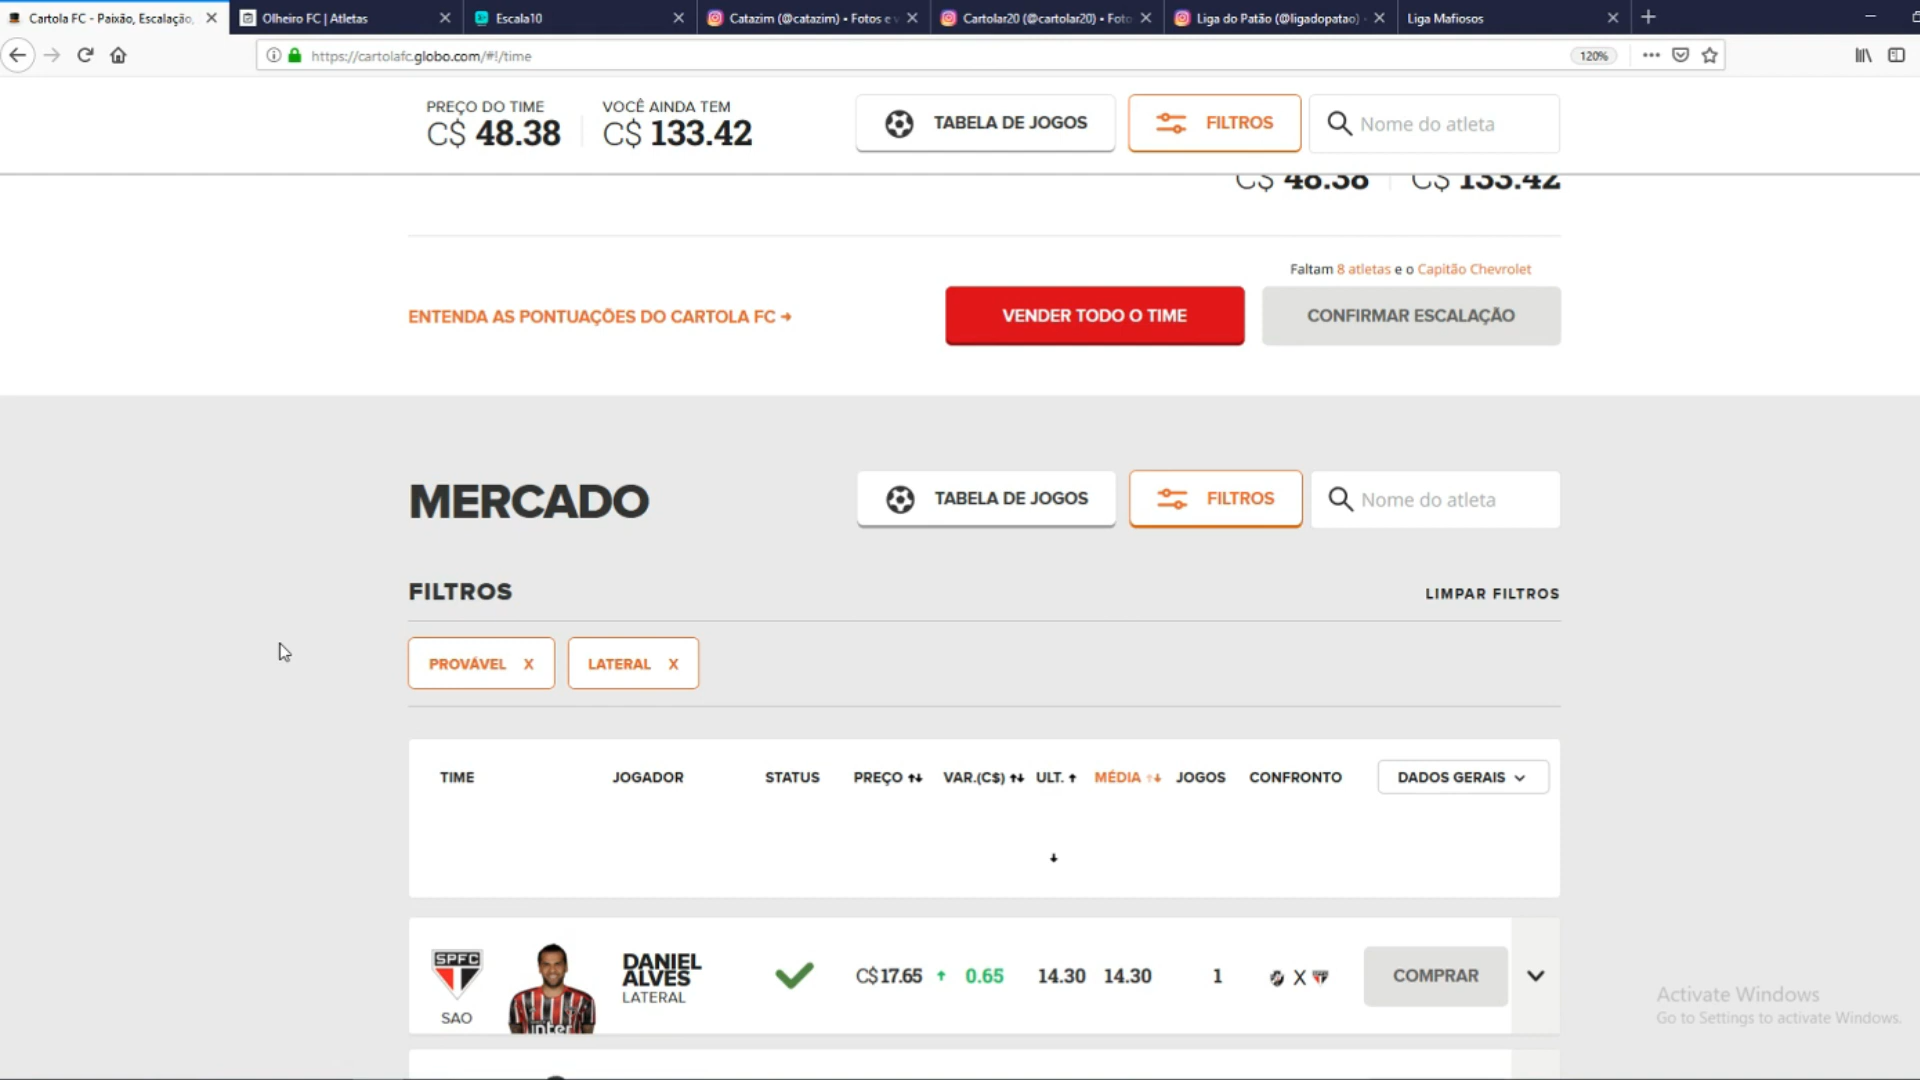 Cartola FC - Paixão, Escalação,
Olheiro FC | Atletas
Escala10
Catazim (@catazim) • Fotos e v
Cartolar20 (@cartolar20) • Foto
Liga do Patão (@ligadopatao) •
Liga Mafiosos
https://cartolafc.globo.com/#!/time
120%
PREÇO DO TIME
C$ 48.38
VOCÊ AINDA TEM
C$ 133.42
TABELA DE JOGOS
FILTROS
Nome do atleta
C$ 48.38
C$ 133.42
Faltam 8 atletas e o Capitão Chevrolet
ENTENDA AS PONTUAÇÕES DO CARTOLA FC →
VENDER TODO O TIME
CONFIRMAR ESCALAÇÃO
MERCADO
TABELA DE JOGOS
FILTROS
Nome do atleta
FILTROS
LIMPAR FILTROS
PROVÁVEL X
LATERAL X
TIME
JOGADOR
STATUS
PREÇO
VAR.(C$)
ULT.
MÉDIA
JOGOS
CONFRONTO
DADOS GERAIS
SPFC
SAO
inter
DANIEL
ALVES
LATERAL
C$ 17.65
0.65
14.30
14.30
1
X
COMPRAR
Activate Windows
Go to Settings to activate Windows.